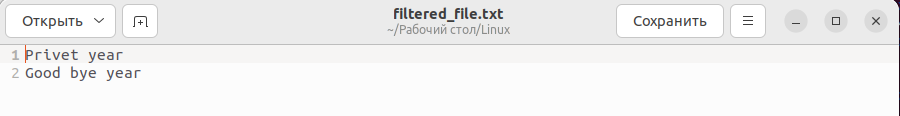 Открыть
filtered_file.txt
~/Рабочий стол/Linux
Сохранить
1 Privet year
2 Good bye year